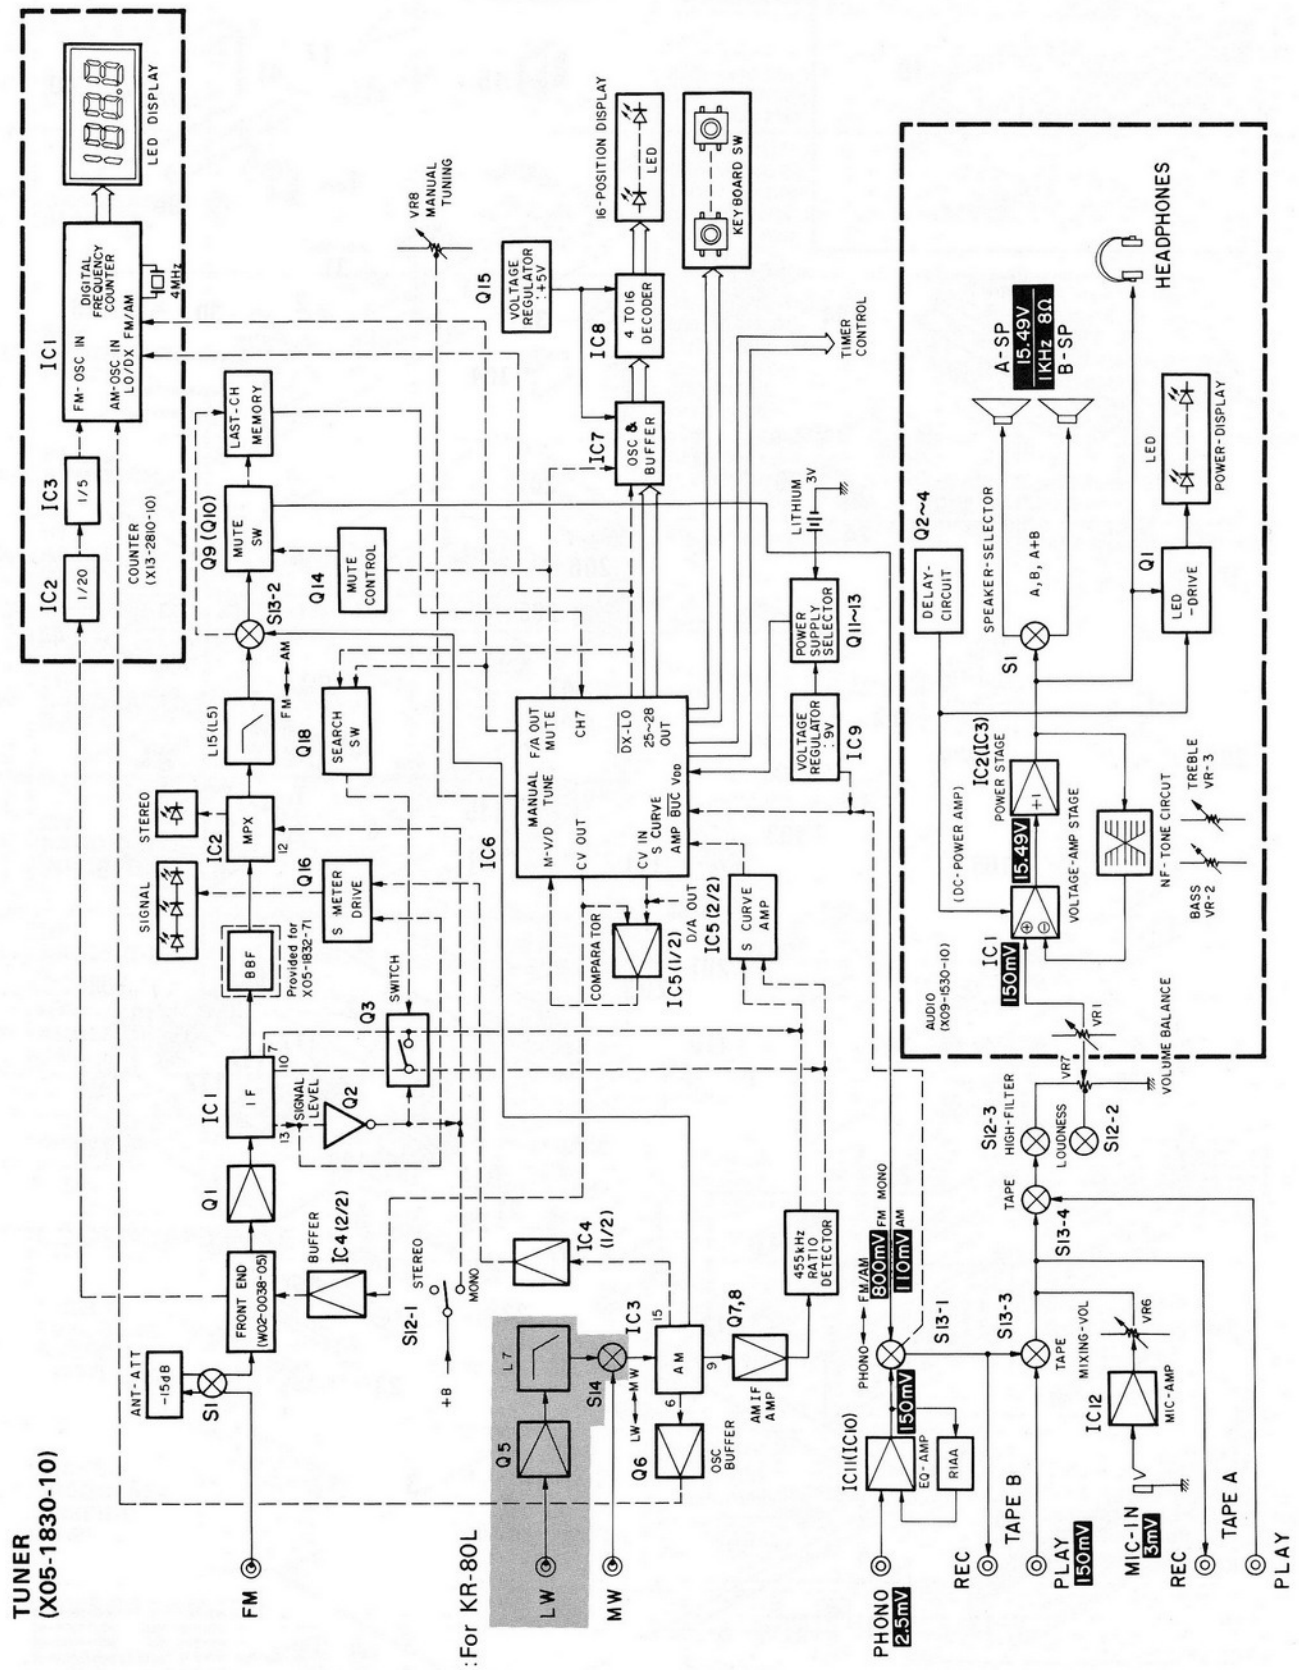 TUNER
(X05-1830-10)
FM
ANT-ATT
-15dB
S1
FRONT END
(W02-0038-05)
Q1
IC1
IF
7
10
13
SIGNAL
LEVEL
Q2
BUFFER
IC4(2/2)
BBF
Provided for
X05-1832-71
SIGNAL
STEREO
IC2
MPX
12
Q16
S METER
DRIVE
Q3
SWITCH
L15(L5)
FM
AM
Q18
SEARCH
SW
S13-2
Q9(Q10)
MUTE
SW
Q14
MUTE
CONTROL
LAST-CH
MEMORY
IC2
1/20
IC3
1/5
COUNTER
(X13-2810-10)
IC1
FM-OSC IN
AM-OSC IN
LO/DX FM/AM
DIGITAL
FREQUENCY
COUNTER
4MHz
LED DISPLAY
VR8
MANUAL
TUNING
Q15
VOLTAGE
REGULATOR
:+5V
IC7
OSC &
BUFFER
IC8
4 TO 16
DECODER
16-POSITION DISPLAY
LED
KEY BOARD SW
TIMER
CONTROL
IC6
MANUAL
M-V/D TUNE
F/A OUT
MUTE
CV OUT
CH7
CV IN
DX-LO
S CURVE
AMP
BUC
VDD
25~28
OUT
COMPARATOR
IC5(1/2)
D/A OUT
IC5(2/2)
S CURVE
AMP
VOLTAGE
REGULATOR
:9V
IC9
POWER
SUPPLY
SELECTOR
Q11~13
LITHIUM
3V
S12-1
STEREO
MONO
+B
IC4
(1/2)
:For KR-80L
LW
Q5
L7
S14
MW
LW
MW
IC3
AM
15
6
9
Q6
OSC
BUFFER
AM IF
AMP
Q7,8
455kHz
RATIO
DETECTOR
PHONO
2.5mV
IC11(IC10)
EQ-AMP
RIAA
150mV
PHONO
FM/AM
S13-1
800mV
FM MONO
110mV
AM
REC
TAPE B
PLAY
150mV
MIC-IN
3mV
REC
TAPE A
PLAY
IC12
MIC-AMP
MIXING-VOL
VR6
TAPE
S13-3
TAPE
S13-4
HIGH-FILTER
S12-3
LOUDNESS
S12-2
VR7
VR1
VOLUME BALANCE
AUDIO
(X09-1530-10)
IC1
150mV
(DC-POWER AMP)
VOLTAGE-AMP STAGE
15.49V
IC2(IC3)
POWER STAGE
+1
NF-TONE CIRCUT
BASS
VR-2
TREBLE
VR-3
Q2~4
DELAY-
CIRCUIT
SPEAKER-SELECTOR
S1
A,B, A+B
A-SP
15.49V
1KHz 8Ω
B-SP
Q1
LED
-DRIVE
LED
POWER-DISPLAY
HEADPHONES